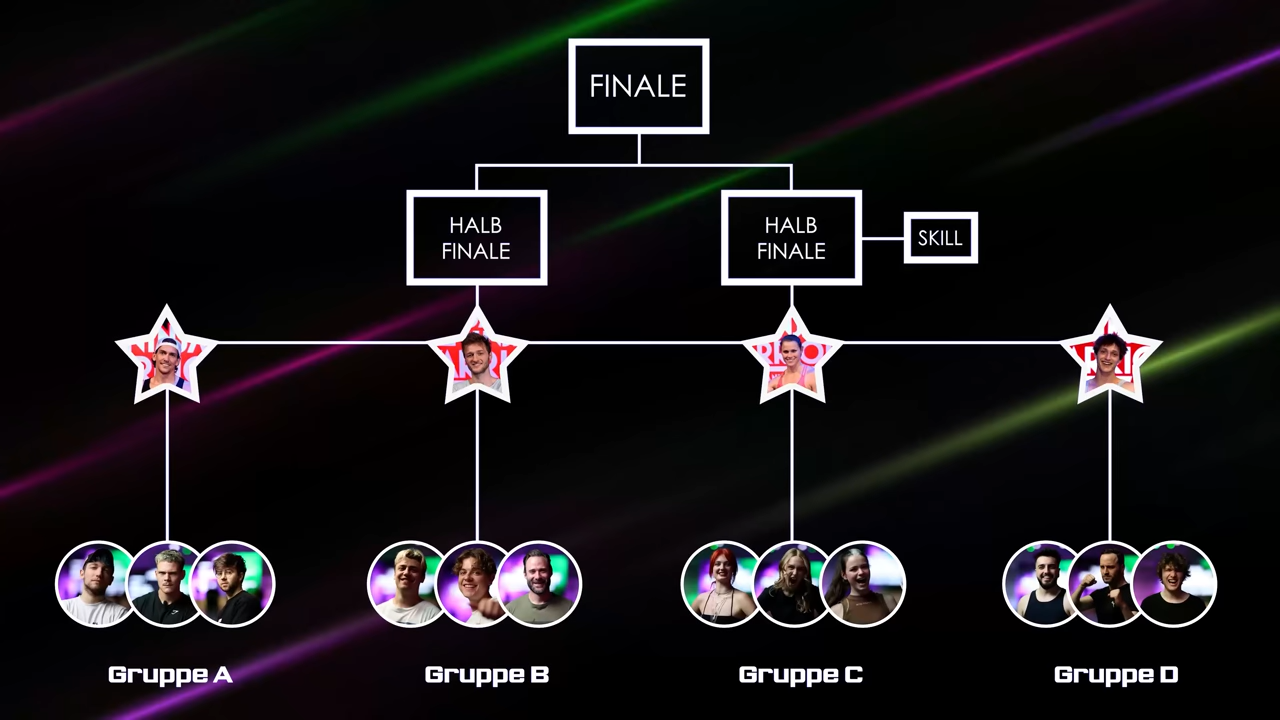 FINALE
HALB
FINALE
HALB
FINALE
SKILL
Gruppe A
Gruppe B
Gruppe C
Gruppe D